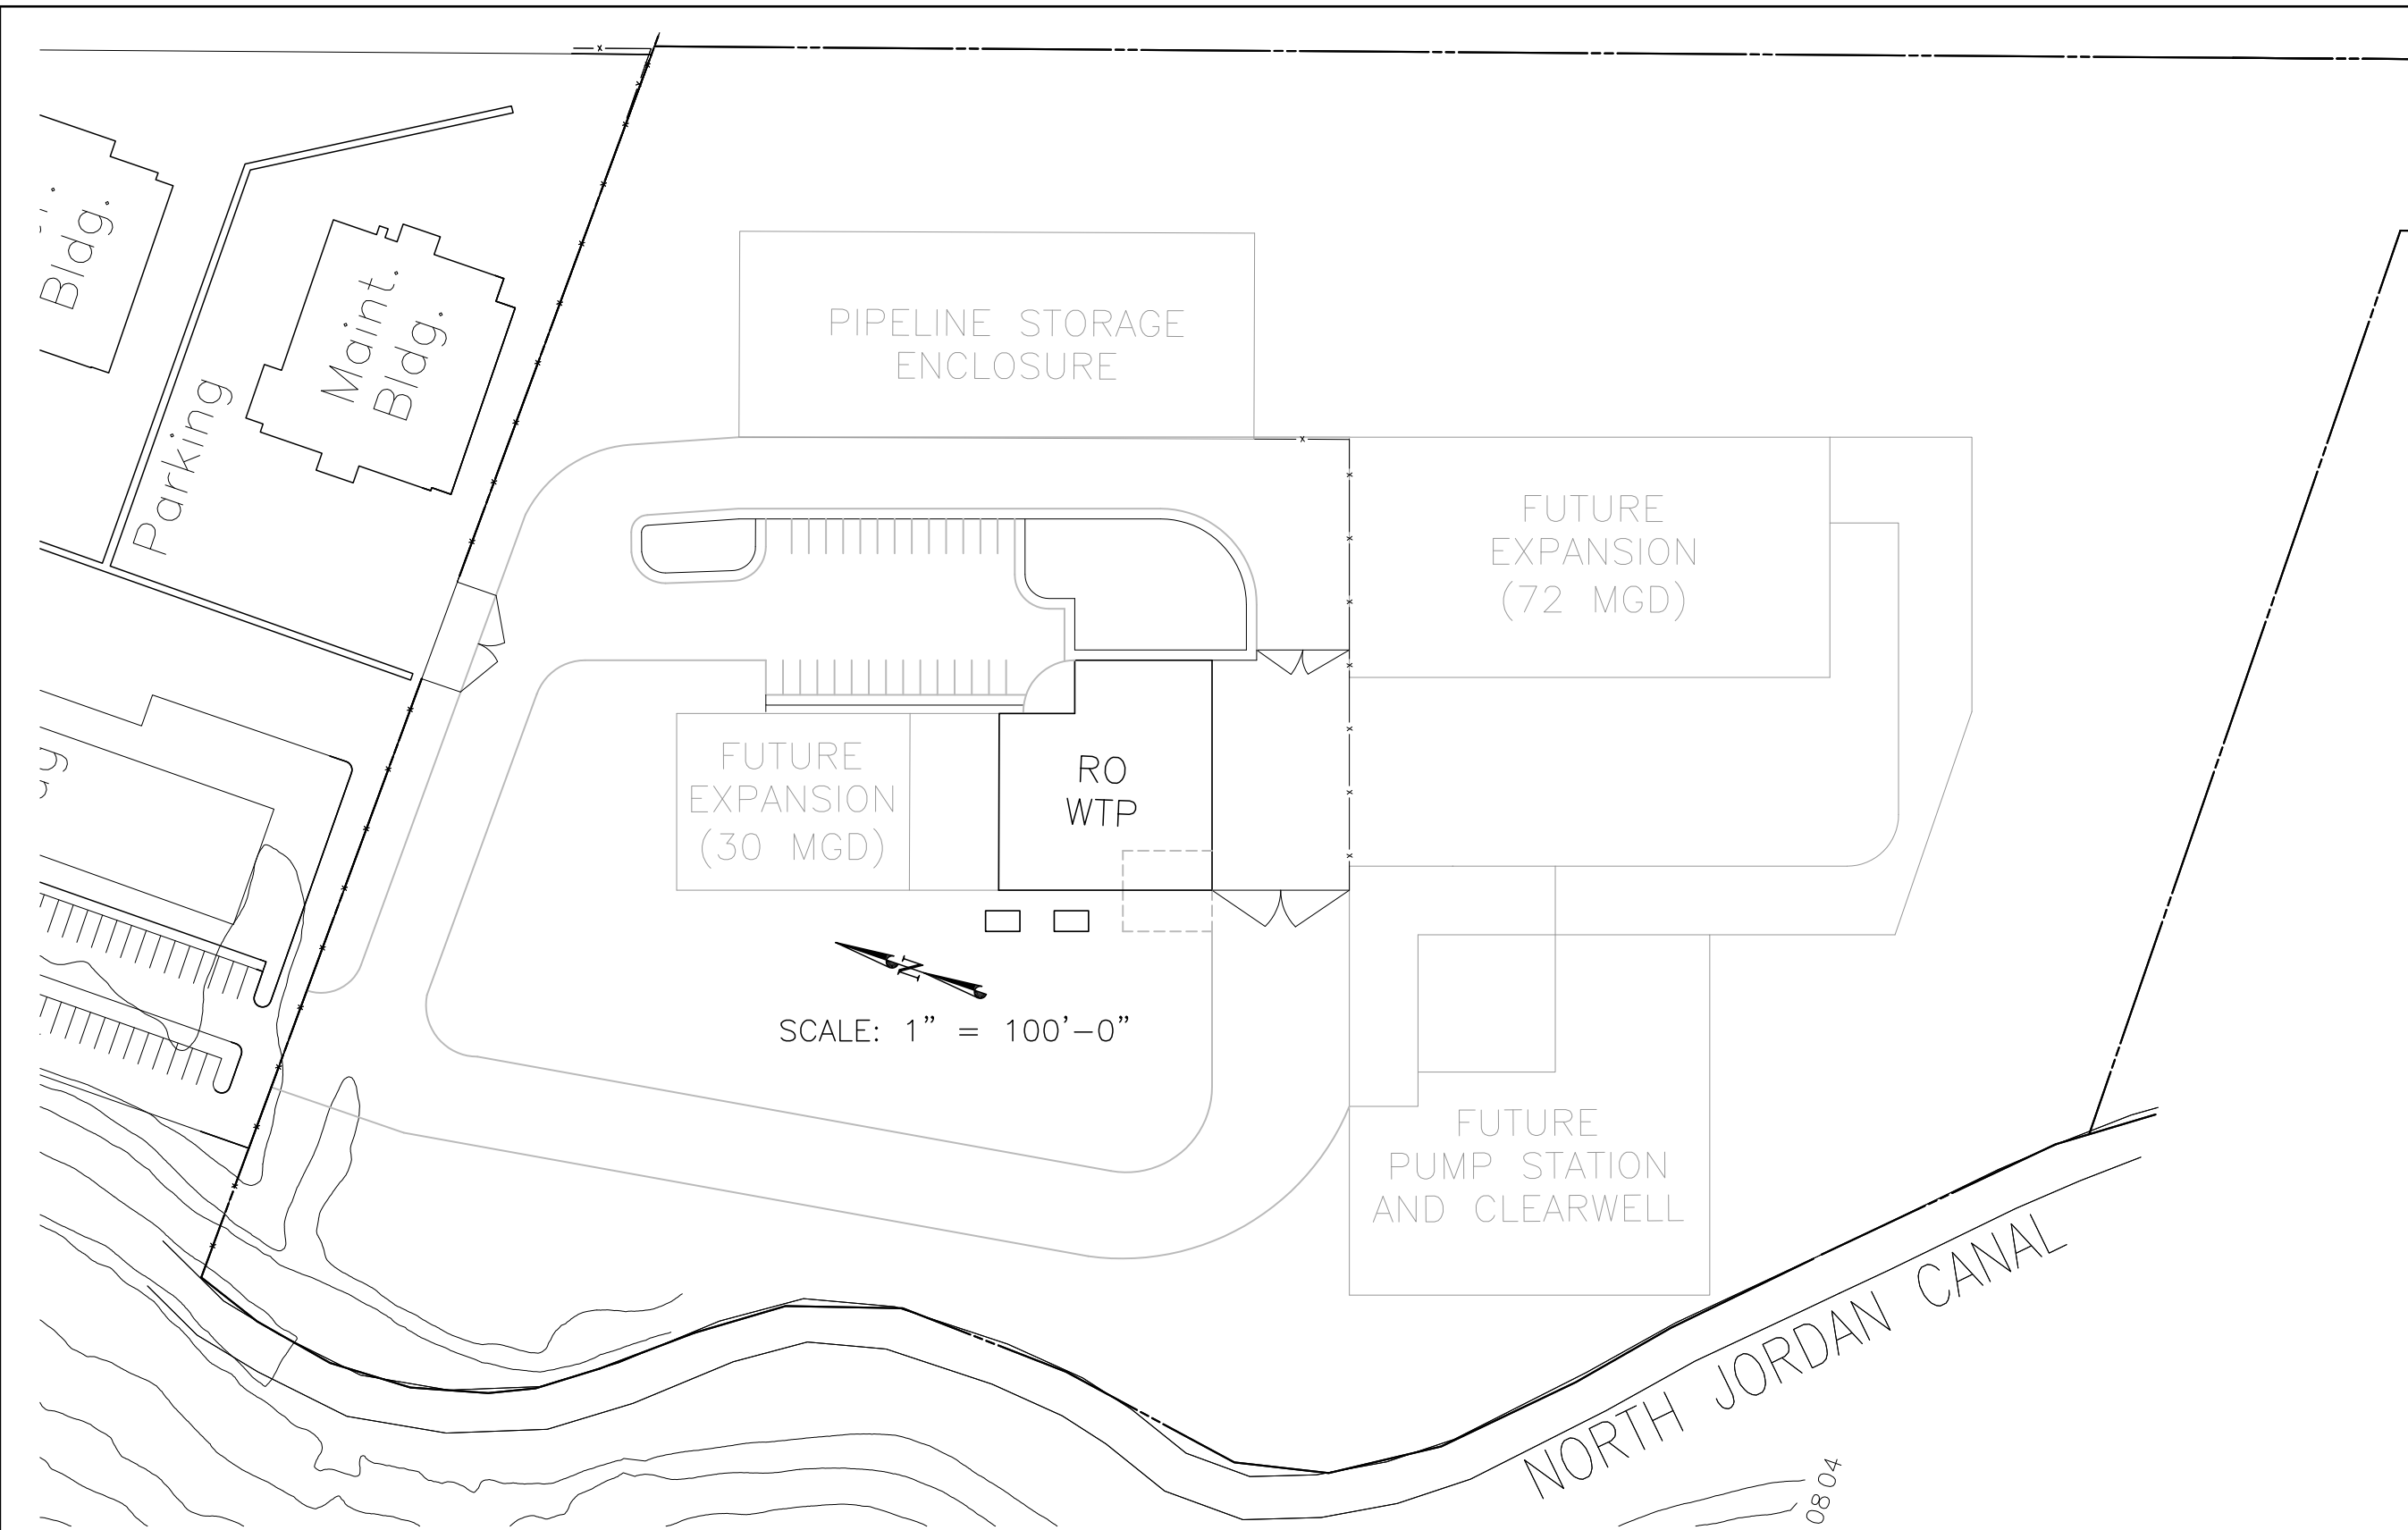 Bldg.
Maint.
Bldg.
Parking
PIPELINE STORAGE
ENCLOSURE
FUTURE
EXPANSION
(72 MGD)
FUTURE
EXPANSION
(30 MGD)
RO
WTP
N
SCALE: 1” = 100’-0”
FUTURE
PUMP STATION
AND CLEARWELL
NORTH JORDAN CANAL